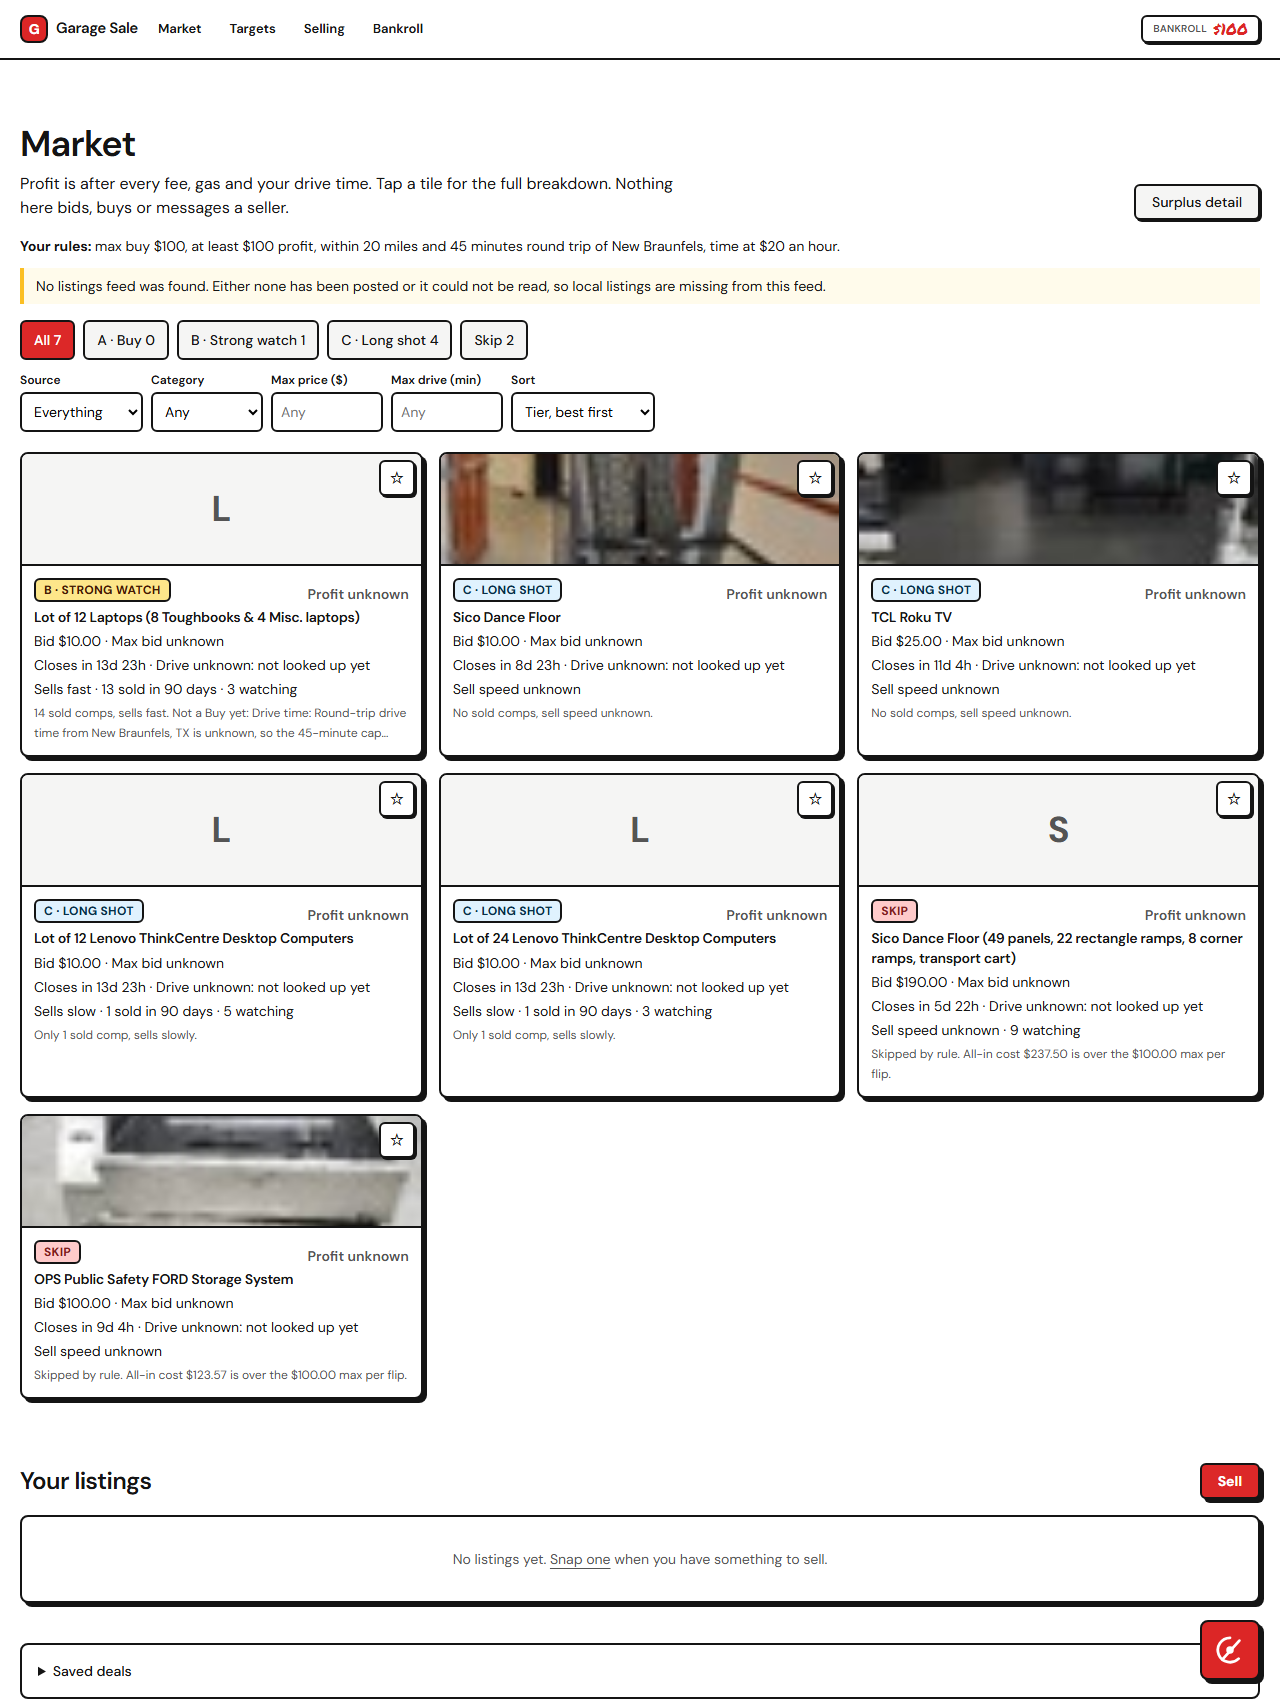 G Garage Sale Market Targets Selling Bankroll BANKROLL $100
Market
Profit is after every fee, gas and your drive time. Tap a tile for the full breakdown. Nothing
here bids, buys or messages a seller.
Surplus detail
Your rules: max buy $100, at least $100 profit, within 20 miles and 45 minutes round trip of New Braunfels, time at $20 an hour.
No listings feed was found. Either none has been posted or it could not be read, so local listings are missing from this feed.
All 7 A · Buy 0 B · Strong watch 1 C · Long shot 4 Skip 2
Source Category Max price ($) Max drive (min) Sort
Everything Any Any Any Tier, best first
L
B · STRONG WATCH Profit unknown
Lot of 12 Laptops (8 Toughbooks & 4 Misc. laptops)
Bid $10.00 · Max bid unknown
Closes in 13d 23h · Drive unknown: not looked up yet
Sells fast · 13 sold in 90 days · 3 watching
14 sold comps, sells fast. Not a Buy yet: Drive time: Round-trip drive
time from New Braunfels, TX is unknown, so the 45-minute cap...
C · LONG SHOT Profit unknown
Sico Dance Floor
Bid $10.00 · Max bid unknown
Closes in 8d 23h · Drive unknown: not looked up yet
Sell speed unknown
No sold comps, sell speed unknown.
C · LONG SHOT Profit unknown
TCL Roku TV
Bid $25.00 · Max bid unknown
Closes in 11d 4h · Drive unknown: not looked up yet
Sell speed unknown
No sold comps, sell speed unknown.
L
C · LONG SHOT Profit unknown
Lot of 12 Lenovo ThinkCentre Desktop Computers
Bid $10.00 · Max bid unknown
Closes in 13d 23h · Drive unknown: not looked up yet
Sells slow · 1 sold in 90 days · 5 watching
Only 1 sold comp, sells slowly.
L
C · LONG SHOT Profit unknown
Lot of 24 Lenovo ThinkCentre Desktop Computers
Bid $10.00 · Max bid unknown
Closes in 13d 23h · Drive unknown: not looked up yet
Sells slow · 1 sold in 90 days · 3 watching
Only 1 sold comp, sells slowly.
S
SKIP Profit unknown
Sico Dance Floor (49 panels, 22 rectangle ramps, 8 corner
ramps, transport cart)
Bid $190.00 · Max bid unknown
Closes in 5d 22h · Drive unknown: not looked up yet
Sell speed unknown · 9 watching
Skipped by rule. All-in cost $237.50 is over the $100.00 max per
flip.
SKIP Profit unknown
OPS Public Safety FORD Storage System
Bid $100.00 · Max bid unknown
Closes in 9d 4h · Drive unknown: not looked up yet
Sell speed unknown
Skipped by rule. All-in cost $123.57 is over the $100.00 max per flip.
Your listings
Sell
No listings yet. Snap one when you have something to sell.
Saved deals